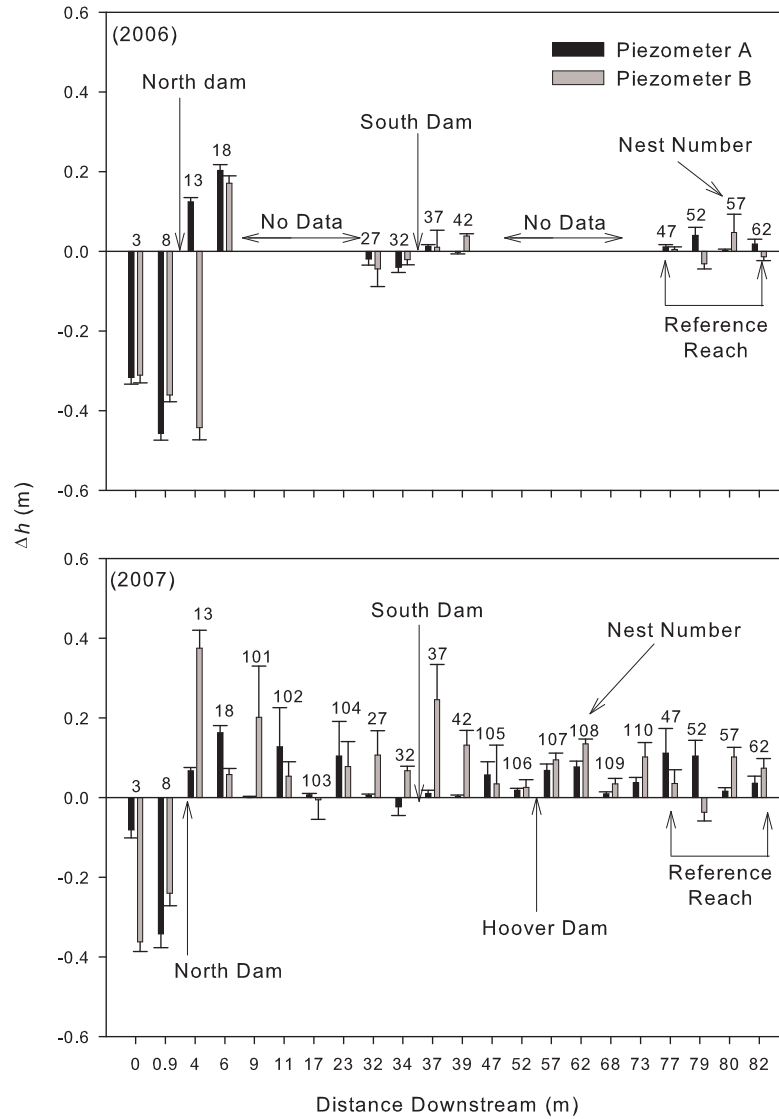 0.6
(2006)
Piezometer A
Piezometer B
North dam
South Dam
Nest Number
0.4
0.2
0.0
-0.2
-0.4
-0.6
3
8
13
18
No Data
27
32
37
42
No Data
47
52
57
62
Reference
Reach
Δh (m)
0.6
(2007)
South Dam
Nest Number
0.4
0.2
0.0
-0.2
-0.4
-0.6
3
8
13
18
101
102
103
104
27
32
37
42
105
106
107
108
109
110
47
52
57
62
North Dam
Hoover Dam
Reference
Reach
0 0.9 4 6 9 11 17 23 32 34 37 39 47 52 57 62 68 73 77 79 80 82
Distance Downstream (m)